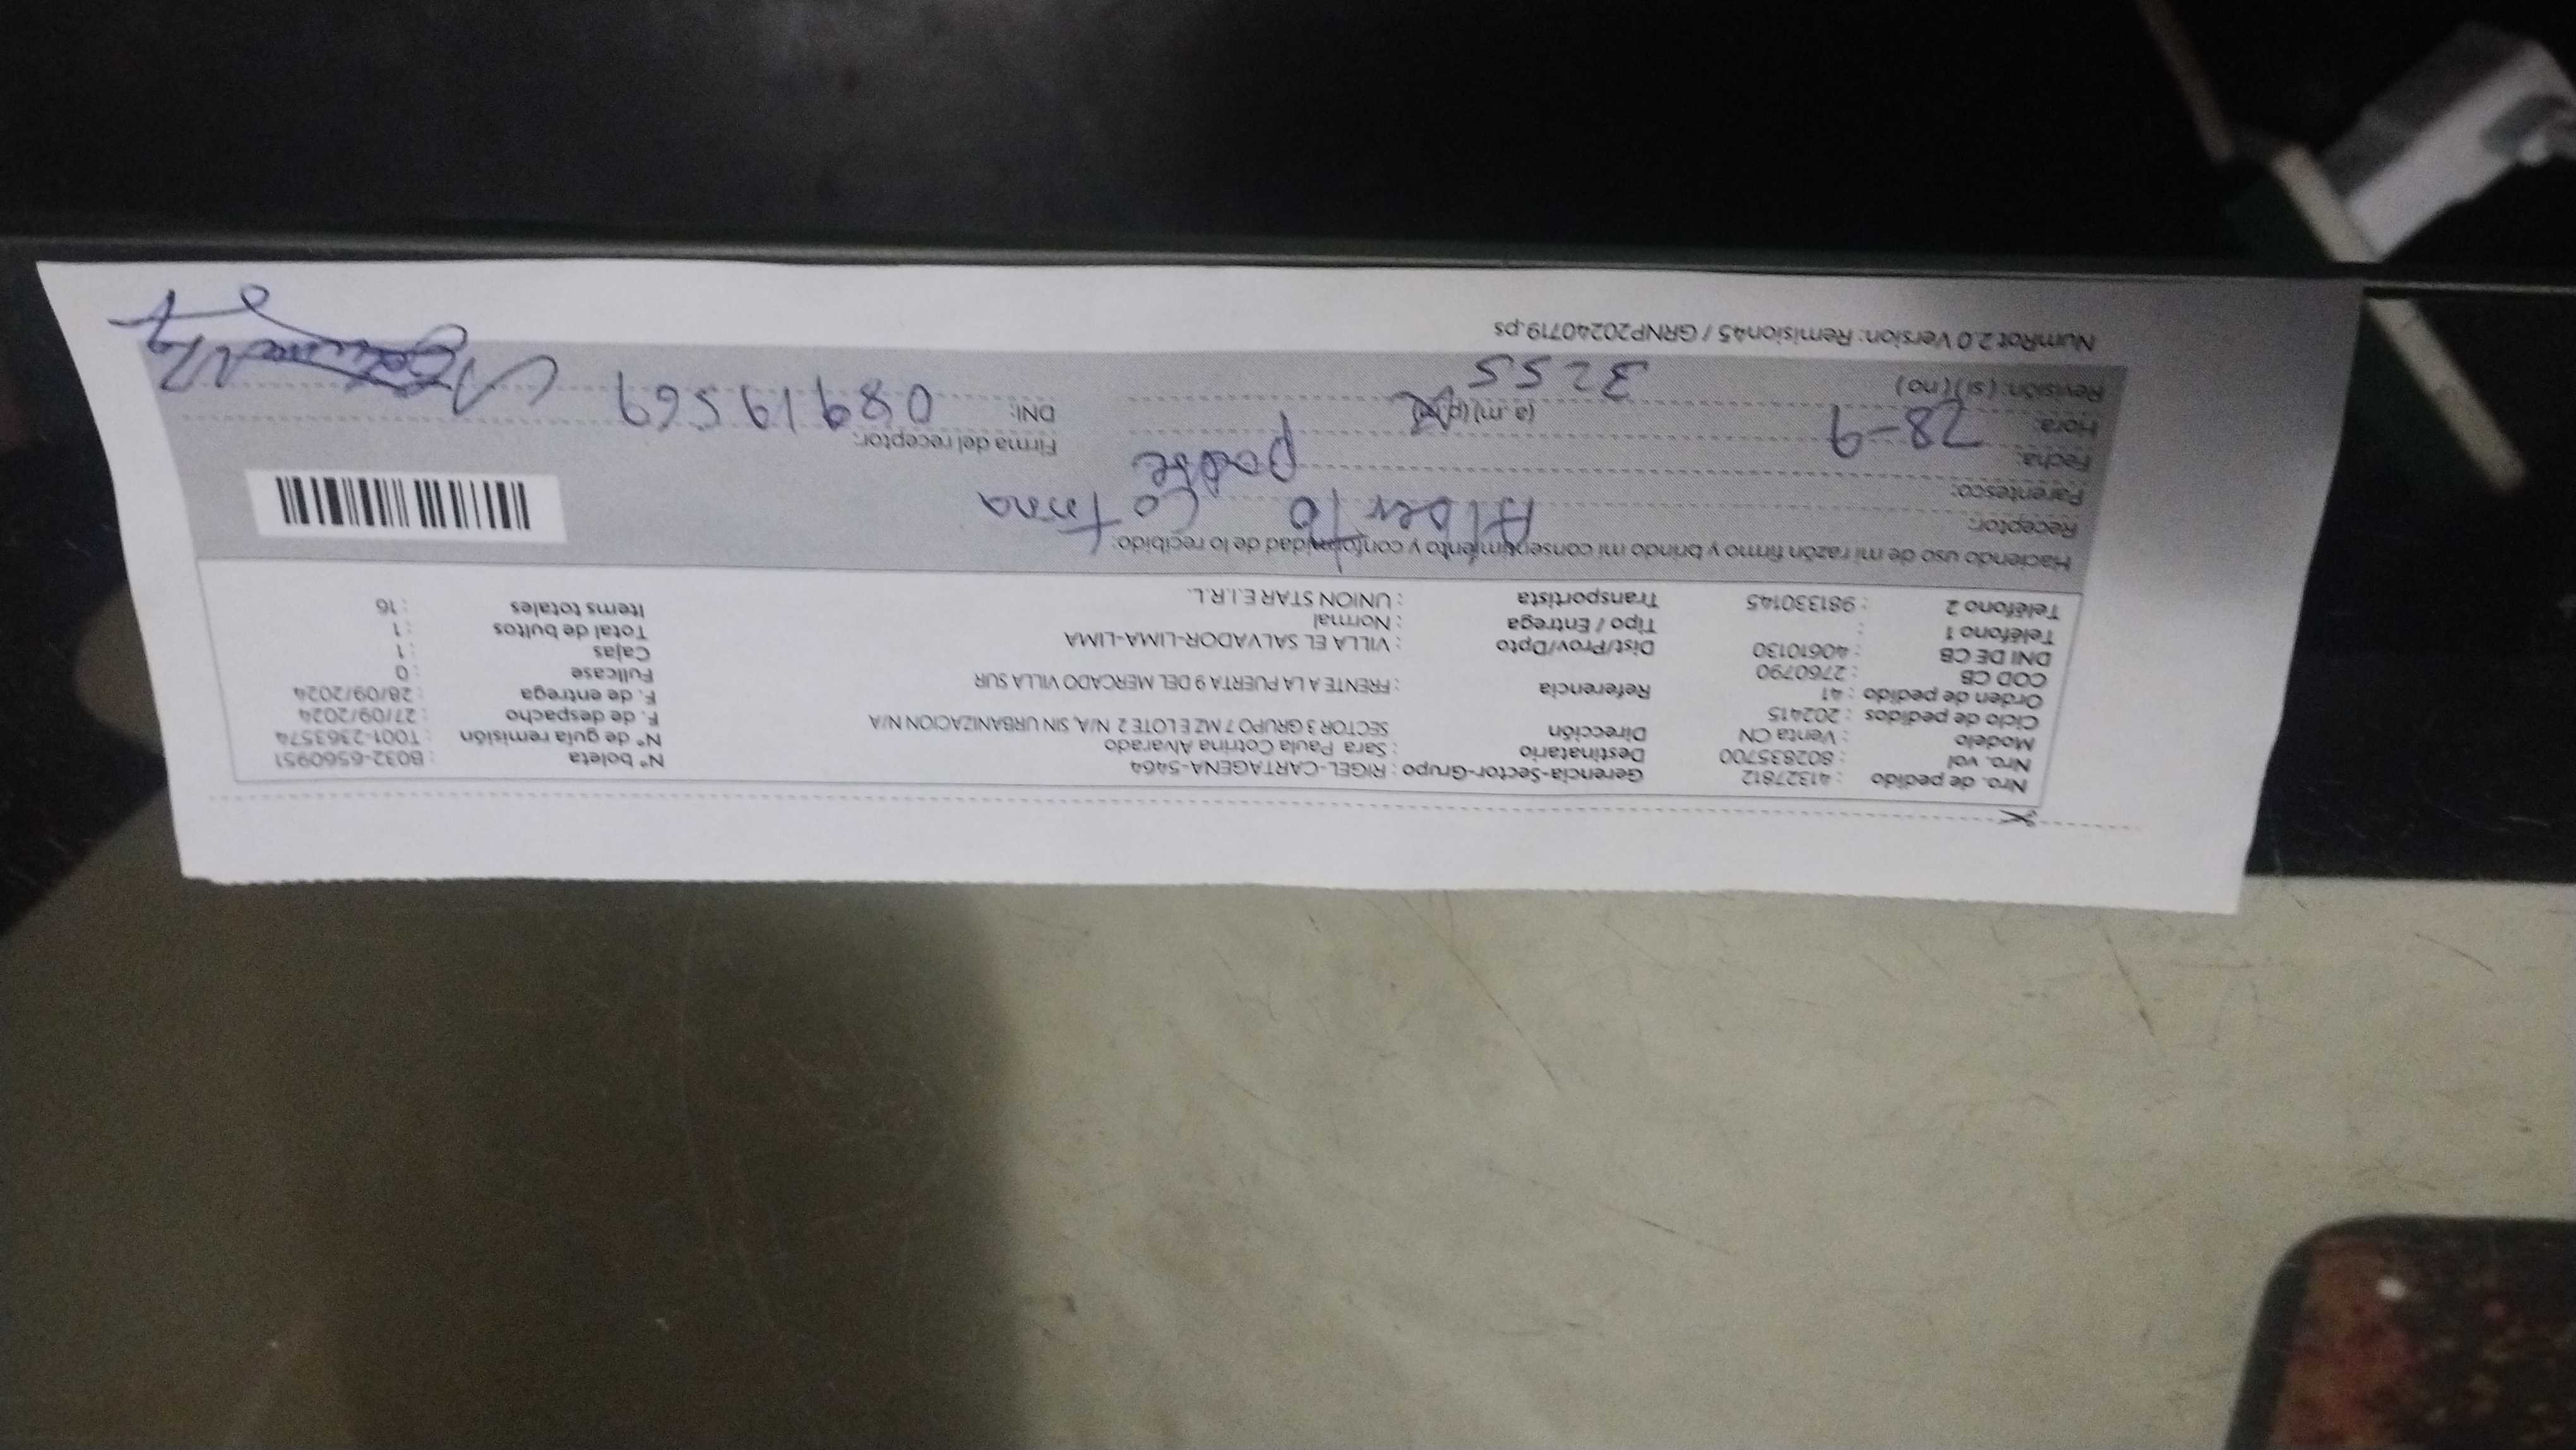 Nro. de pedido : 41327812 Gerencia-Sector-Grupo : RIGEL-CARTAGENA-5464 N° boleta : B032-6560951
Nro. vol : 802835700 Destinatario : Sara Paula Cotrina Alvarado N° de guía remisión : T001-2363574
Modelo : Venta CN Dirección SECTOR 3 GRUPO 7 MZ E LOTE 2 N/A, SIN URBANIZACION N/A F. de despacho : 27/09/2024
Ciclo de pedidos : 202415 F. de entrega : 28/09/2024
Orden de pedido : 41 Referencia : FRENTE A LA PUERTA 9 DEL MERCADO VILLA SUR Fullcase : 0
COD CB : 2760790 Cajas : 1
DNI DE CB : 40610130 Dist/Prov/Dpto : VILLA EL SALVADOR-LIMA-LIMA Total de bultos : 1
Teléfono 1 : Tipo / Entrega : Normal Items totales : 16
Teléfono 2 : 981330145 Transportista : UNION STAR E.I.R.L.
Haciendo uso de mi razón firmo y brindo mi consentimiento y conformidad de lo recibido:
Receptor: Alberto
Parentesco: padre
Fecha: 28-9 Firma del receptor:
Hora: (a.m) DNI: 08919569
Revisión: (si) (no) 3255
NumRot 2.0 Version: Remision45 / GRNP20240719.ps